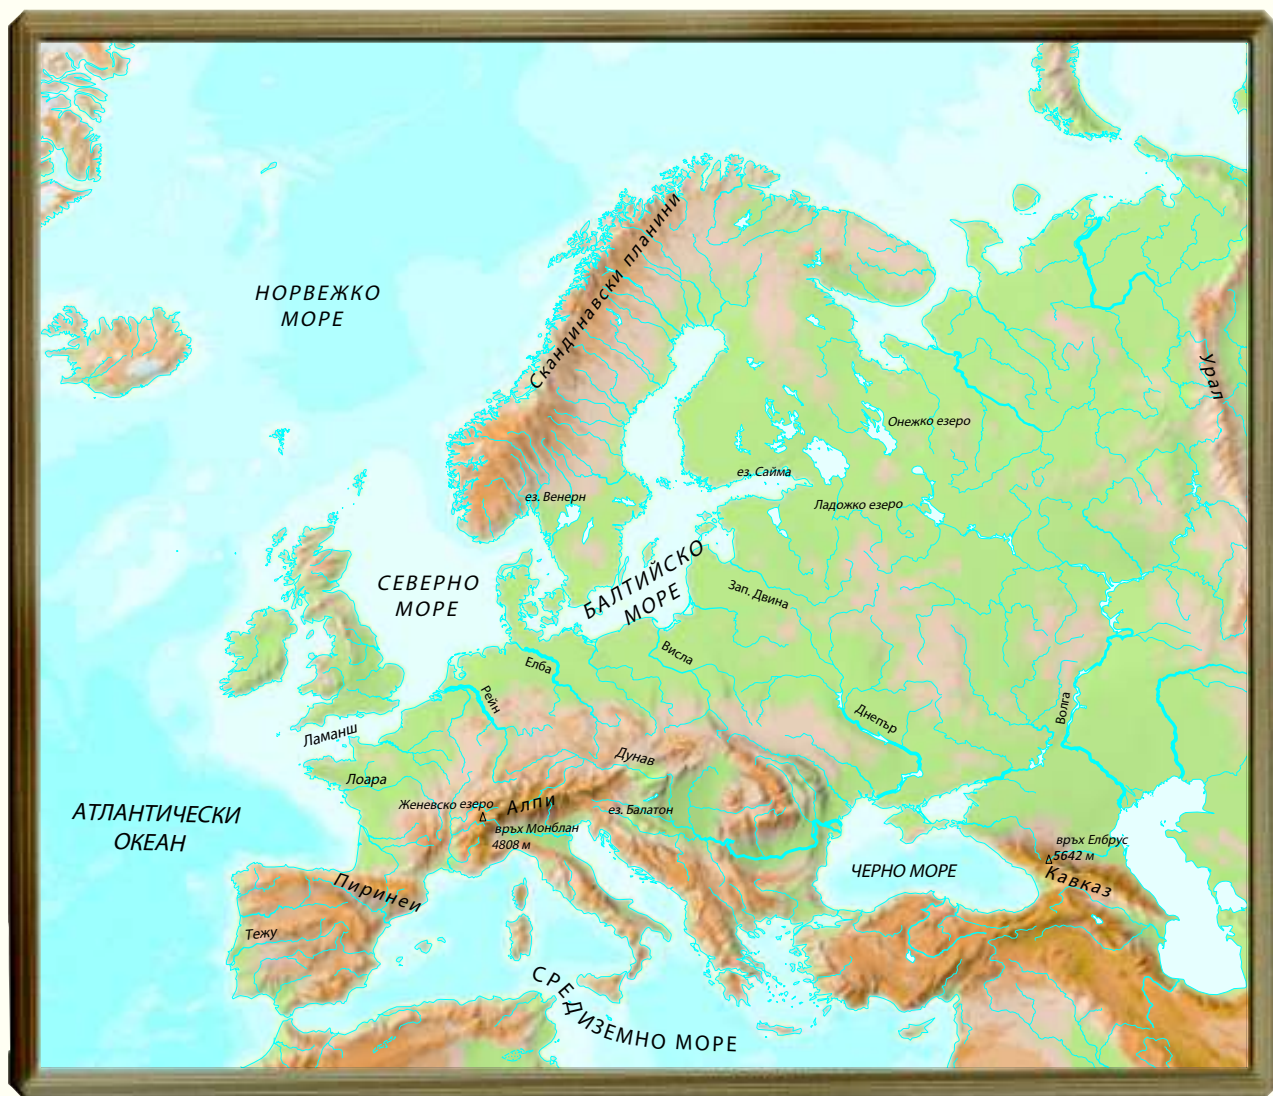 НОРВЕЖКО
МОРЕ
Скандинавски планини
Урал
Онежко езеро
ез. Сайма
ез. Венерн
Ладожко езеро
СЕВЕРНО
МОРЕ
БАЛТИЙСКО
МОРЕ
Зап. Двина
Висла
Елба
Рейн
Днепър
Волга
Ламанш
Дунав
Лоара
Женевско езеро
Алпи
ез. Балатон
АТЛАНТИЧЕСКИ
ОКЕАН
връх Монблан
4808 м
връх Елбрус
5642 м
Кавказ
ЧЕРНО МОРЕ
Пиринеи
Тежу
СРЕДИЗЕМНО МОРЕ